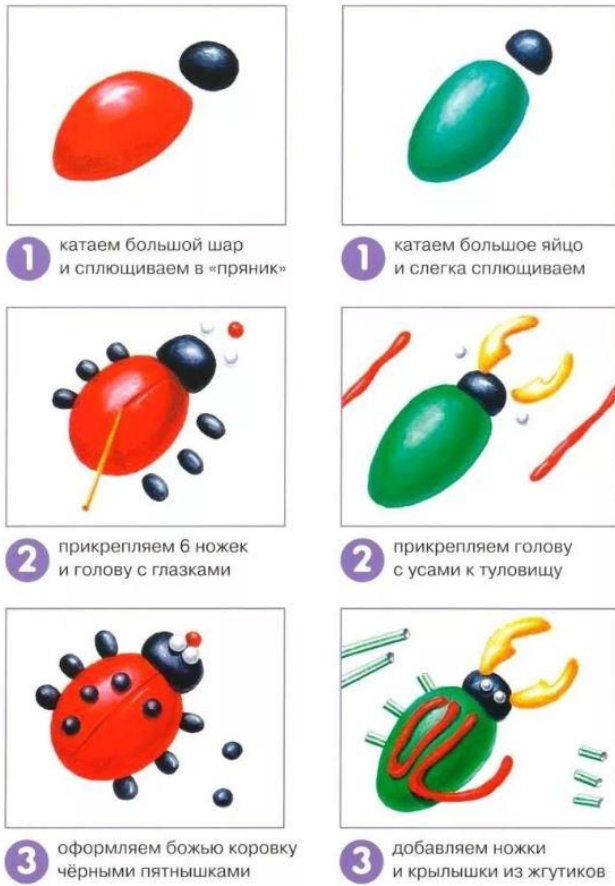 1 катаем большой шар
и сплющиваем в «пряник»
2 прикрепляем 6 ножек
и голову с глазками
3 оформляем божью коровку
чёрными пятнышками
1 катаем большое яйцо
и слегка сплющиваем
2 прикрепляем голову
с усами к туловищу
3 добавляем ножки
и крылышки из жгутиков